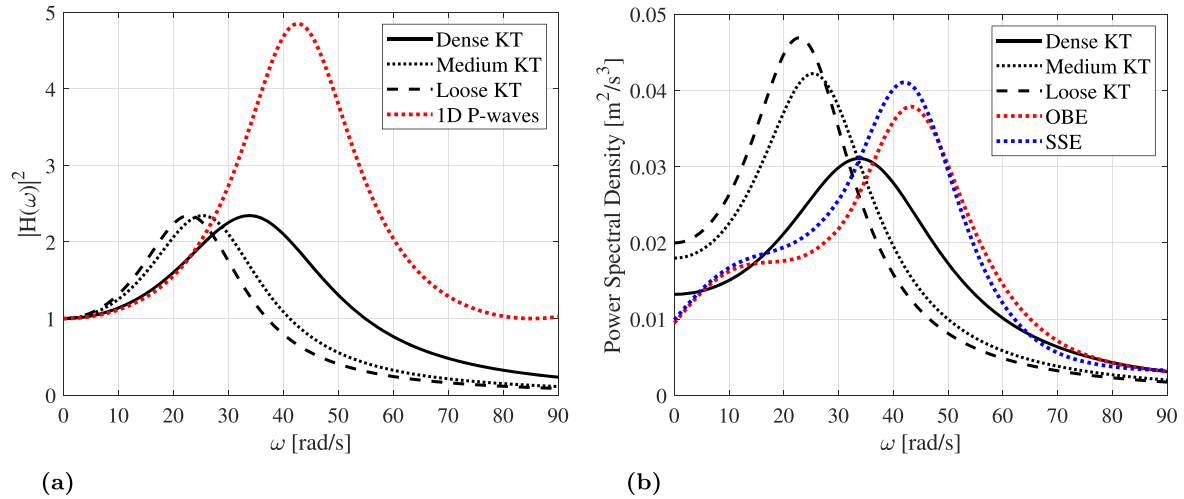 |H(ω)|²
5
4
3
2
1
0
0 10 20 30 40 50 60 70 80 90
ω [rad/s]
Dense KT
Medium KT
Loose KT
1D P-waves
(a)
Power Spectral Density [m²/s³]
0.05
0.04
0.03
0.02
0.01
0
0 10 20 30 40 50 60 70 80 90
ω [rad/s]
Dense KT
Medium KT
Loose KT
OBE
SSE
(b)